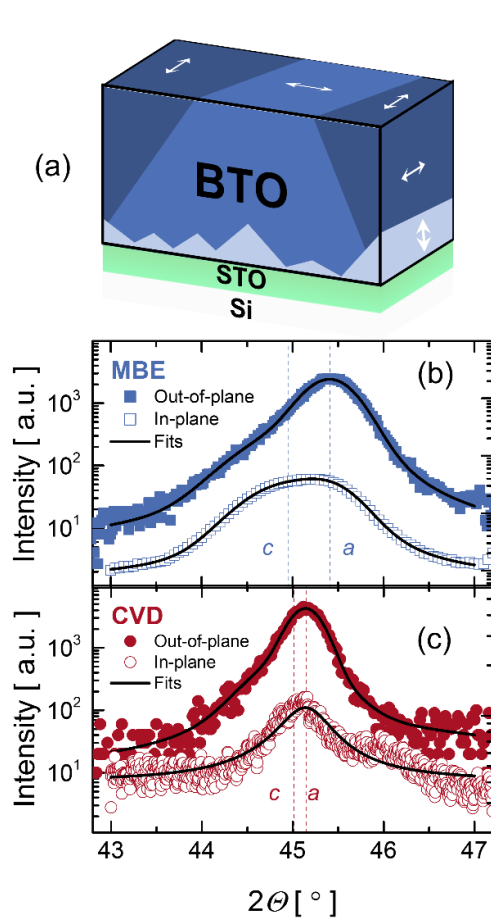 (a)
BTO
STO
Si
MBE
(b)
Out-of-plane
In-plane
Fits
c
a
Intensity [ a.u.]
10³
10²
10¹
CVD
(c)
Out-of-plane
In-plane
Fits
c
a
Intensity [ a.u.]
10³
10²
10¹
43 44 45 46 47
2Θ [ ° ]